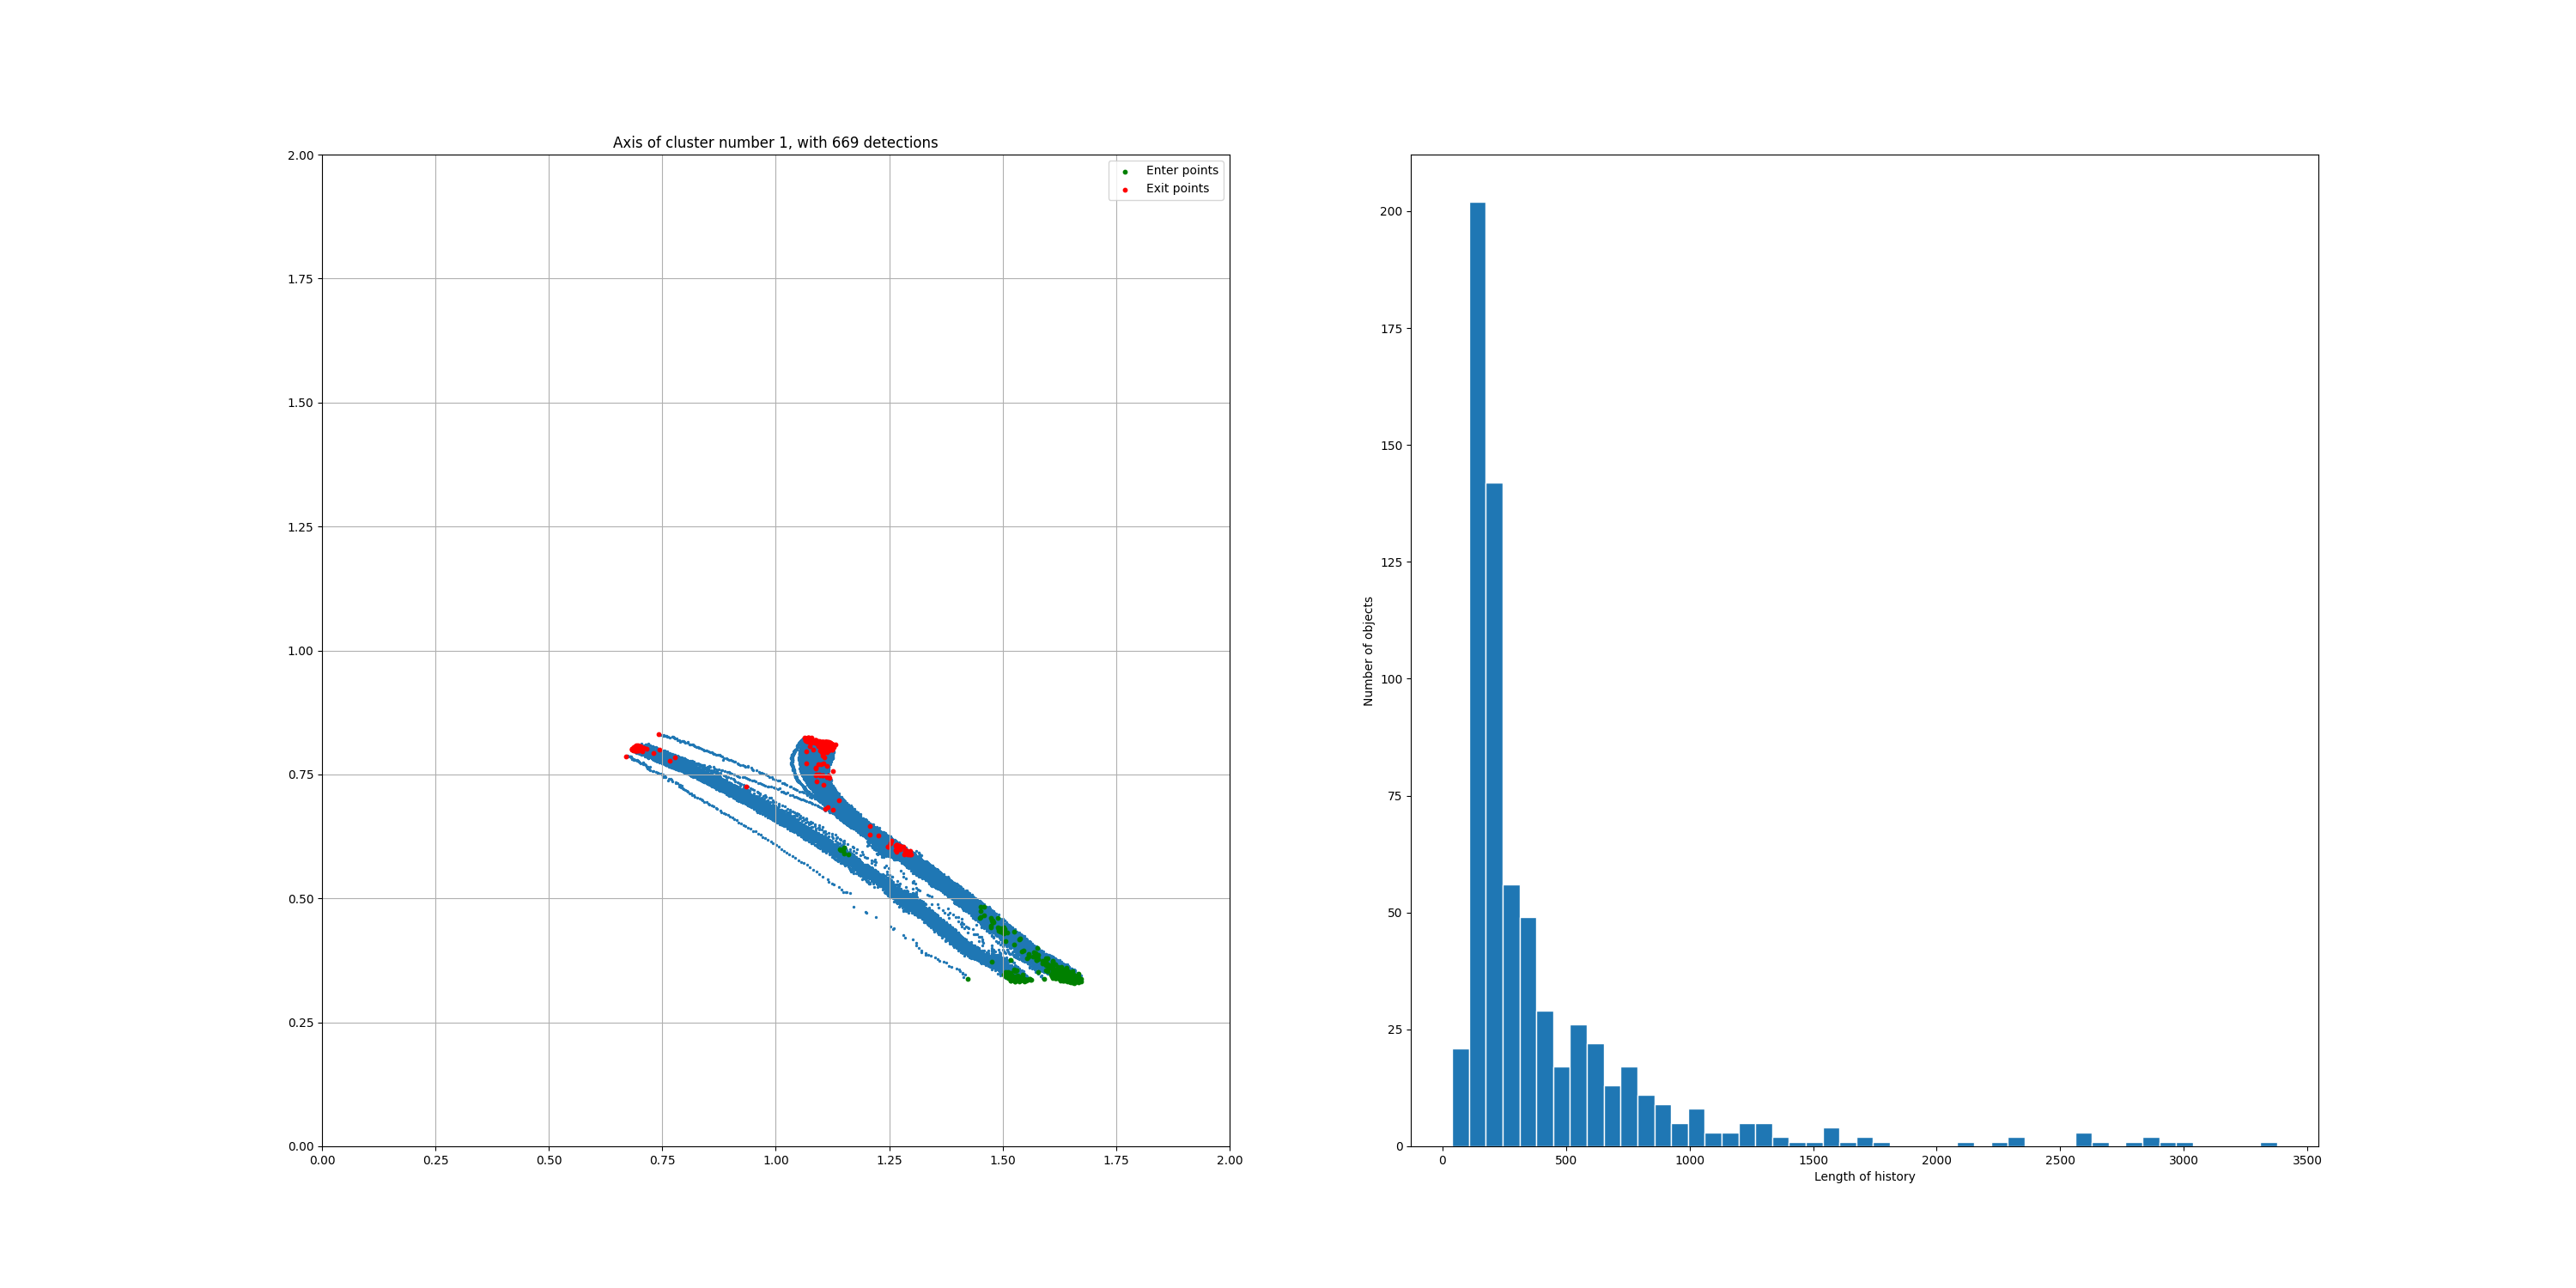 Axis of cluster number 1, with 669 detections
Enter points
Exit points
2.00
1.75
1.50
1.25
1.00
0.75
0.50
0.25
0.00
0.00 0.25 0.50 0.75 1.00 1.25 1.50 1.75 2.00
200
175
150
125
100
75
50
25
0
Number of objects
0 500 1000 1500 2000 2500 3000 3500
Length of history